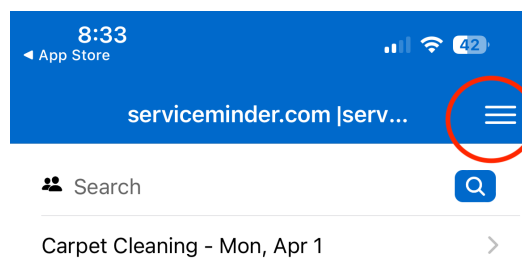 8:33
◀ App Store
42
serviceminder.com |serv...
Search
Carpet Cleaning - Mon, Apr 1